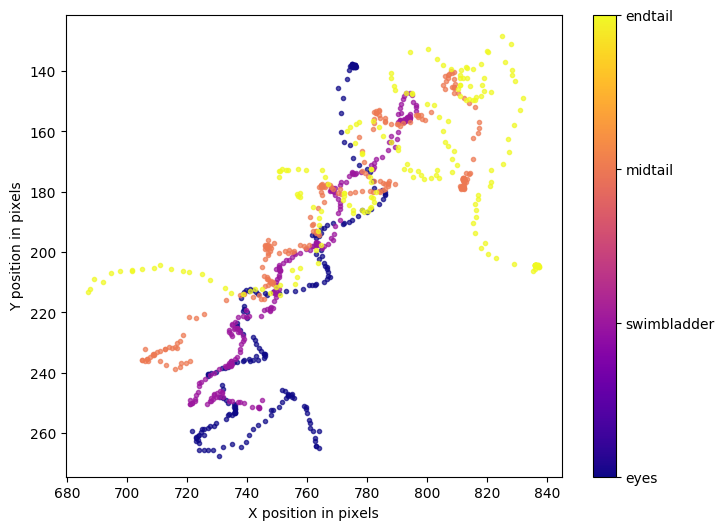 140
160
180
200
220
240
260
680
700
720
740
760
780
800
820
840
X position in pixels
Y position in pixels
endtail
midtail
swimbladder
eyes